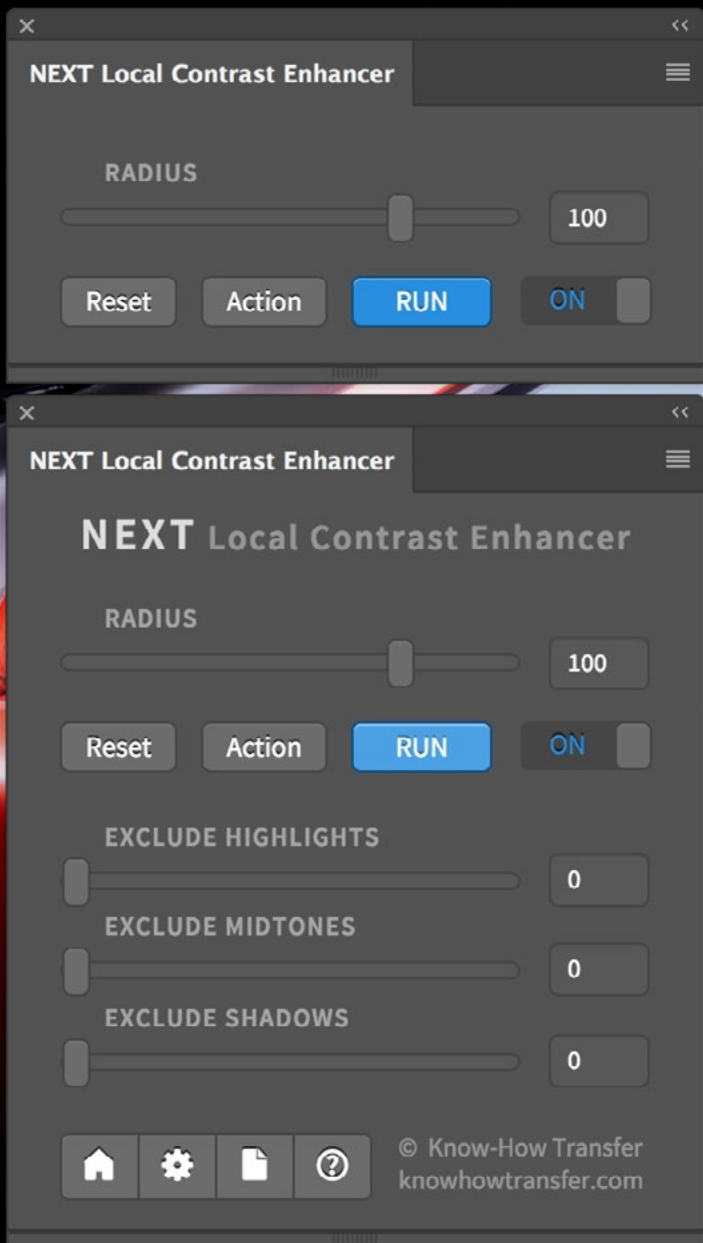 NEXT Local Contrast Enhancer
RADIUS
100
Reset Action RUN ON
NEXT Local Contrast Enhancer
NEXT Local Contrast Enhancer
RADIUS
100
Reset Action RUN ON
EXCLUDE HIGHLIGHTS
0
EXCLUDE MIDTONES
0
EXCLUDE SHADOWS
0
© Know-How Transfer
knowhowtransfer.com